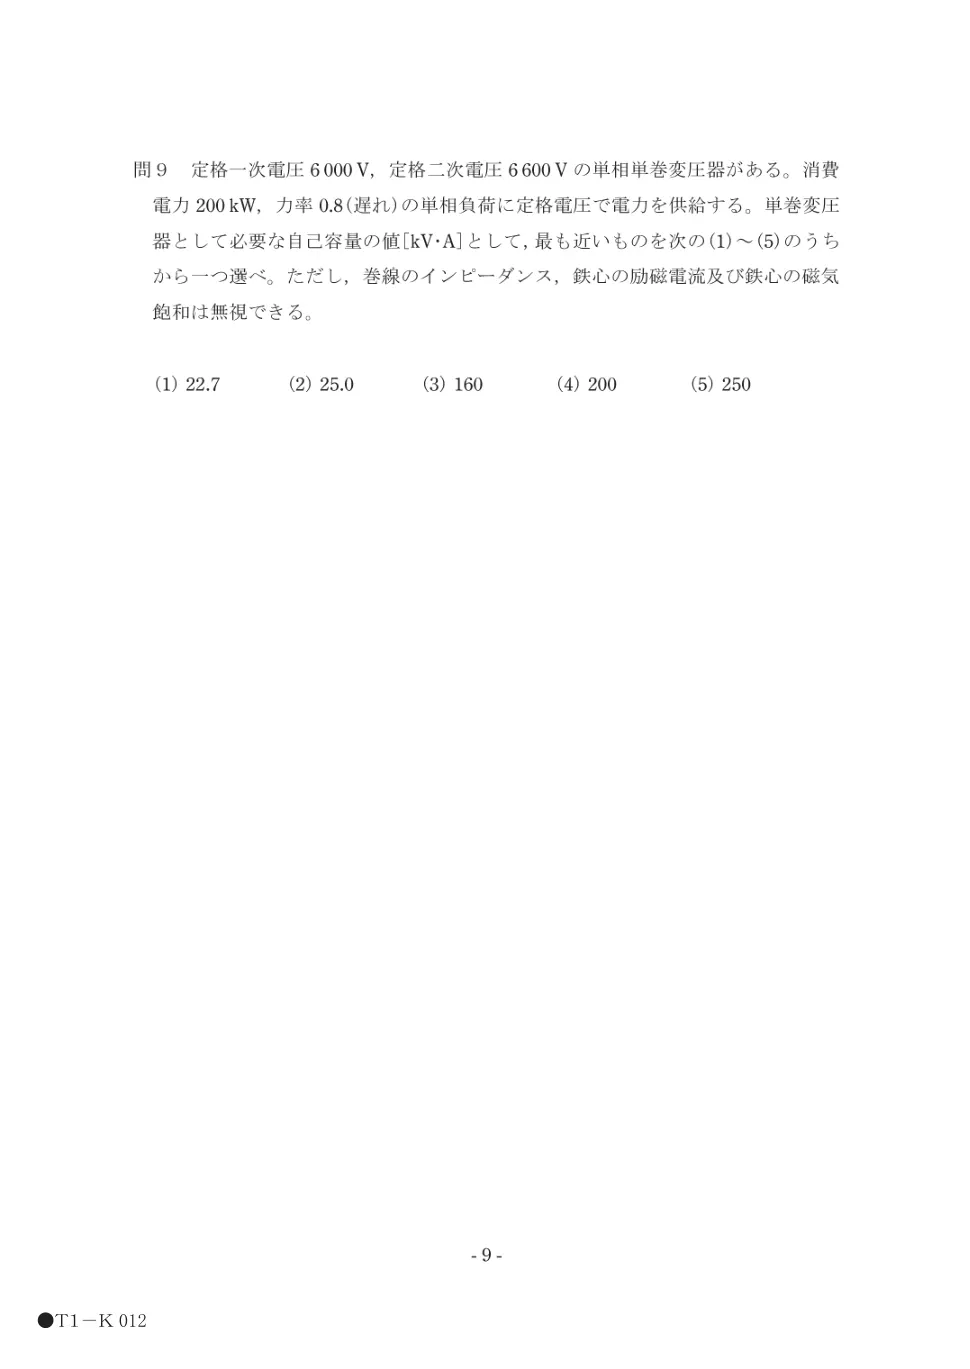 問９　定格一次電圧 6 000 V，定格二次電圧 6 600 V の単相単巻変圧器がある。消費
電力 200 kW，力率 0.8（遅れ）の単相負荷に定格電圧で電力を供給する。単巻変圧
器として必要な自己容量の値[kV･A]として，最も近いものを次の（1）～（5）のうち
から一つ選べ。ただし，巻線のインピーダンス，鉄心の励磁電流及び鉄心の磁気
飽和は無視できる。
（1） 22.7　（2） 25.0　（3） 160　（4） 200　（5） 250
- 9 -
●T1－K 012